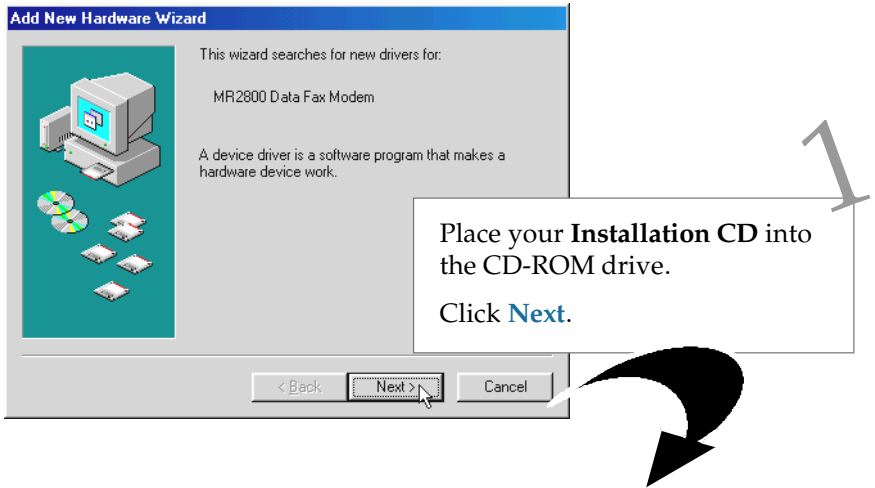 Add New Hardware Wizard
This wizard searches for new drivers for:
MR2800 Data Fax Modem
A device driver is a software program that makes a
hardware device work.
1
Place your Installation CD into
the CD-ROM drive.
Click Next.
< Back
Next >
Cancel